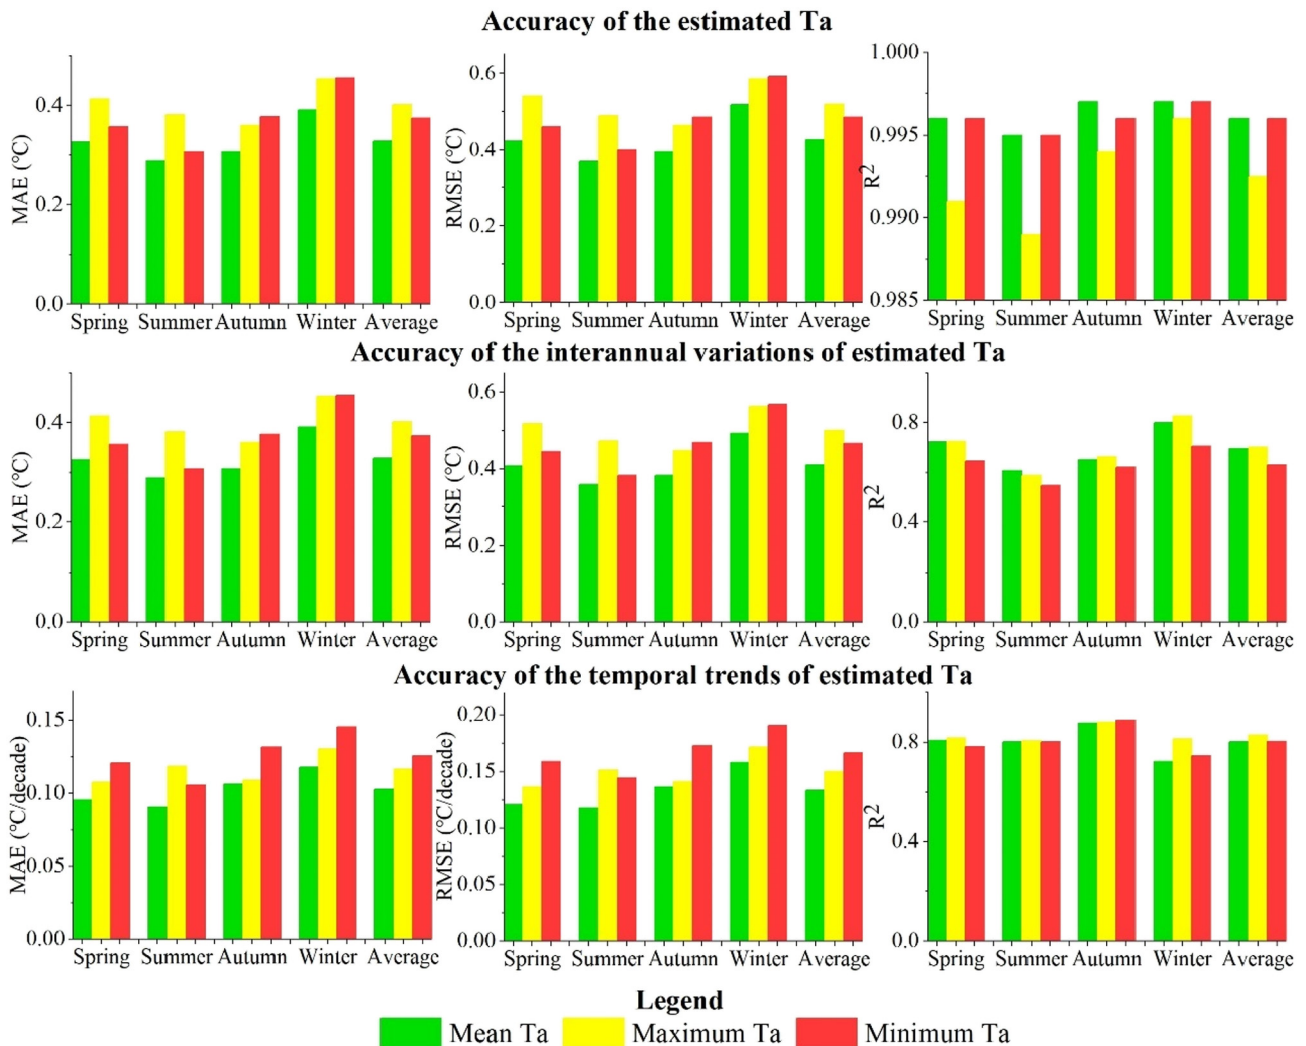 Accuracy of the estimated Ta
MAE (°C)
0.4
0.2
0.0
Spring Summer Autumn Winter Average
RMSE (°C)
0.6
0.4
0.2
0.0
Spring Summer Autumn Winter Average
R²
1.000
0.995
0.990
0.985
Spring Summer Autumn Winter Average
Accuracy of the interannual variations of estimated Ta
MAE (°C)
0.4
0.2
0.0
Spring Summer Autumn Winter Average
RMSE (°C)
0.6
0.4
0.2
0.0
Spring Summer Autumn Winter Average
R²
0.8
0.4
0.0
Spring Summer Autumn Winter Average
Accuracy of the temporal trends of estimated Ta
MAE (°C/decade)
0.15
0.10
0.05
0.00
Spring Summer Autumn Winter Average
RMSE (°C/decade)
0.20
0.15
0.10
0.05
0.00
Spring Summer Autumn Winter Average
R²
0.8
0.4
0.0
Spring Summer Autumn Winter Average
Legend
Mean Ta Maximum Ta Minimum Ta